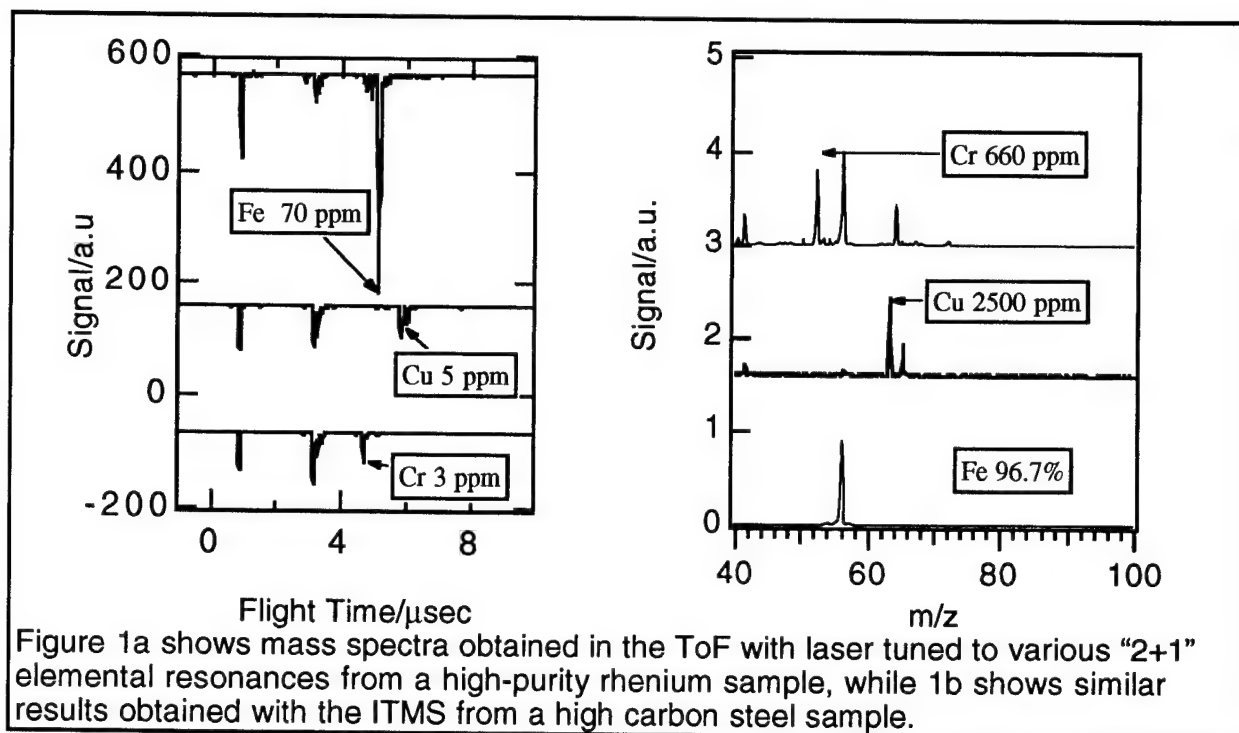 600
400
200
0
-200
Signal/a.u
Fe 70 ppm
Cu 5 ppm
Cr 3 ppm
0 4 8
Flight Time/μsec
5
4
3
2
1
0
Signal/a.u.
Cr 660 ppm
Cu 2500 ppm
Fe 96.7%
40 60 80 100
m/z
Figure 1a shows mass spectra obtained in the ToF with laser tuned to various “2+1”
elemental resonances from a high-purity rhenium sample, while 1b shows similar
results obtained with the ITMS from a high carbon steel sample.